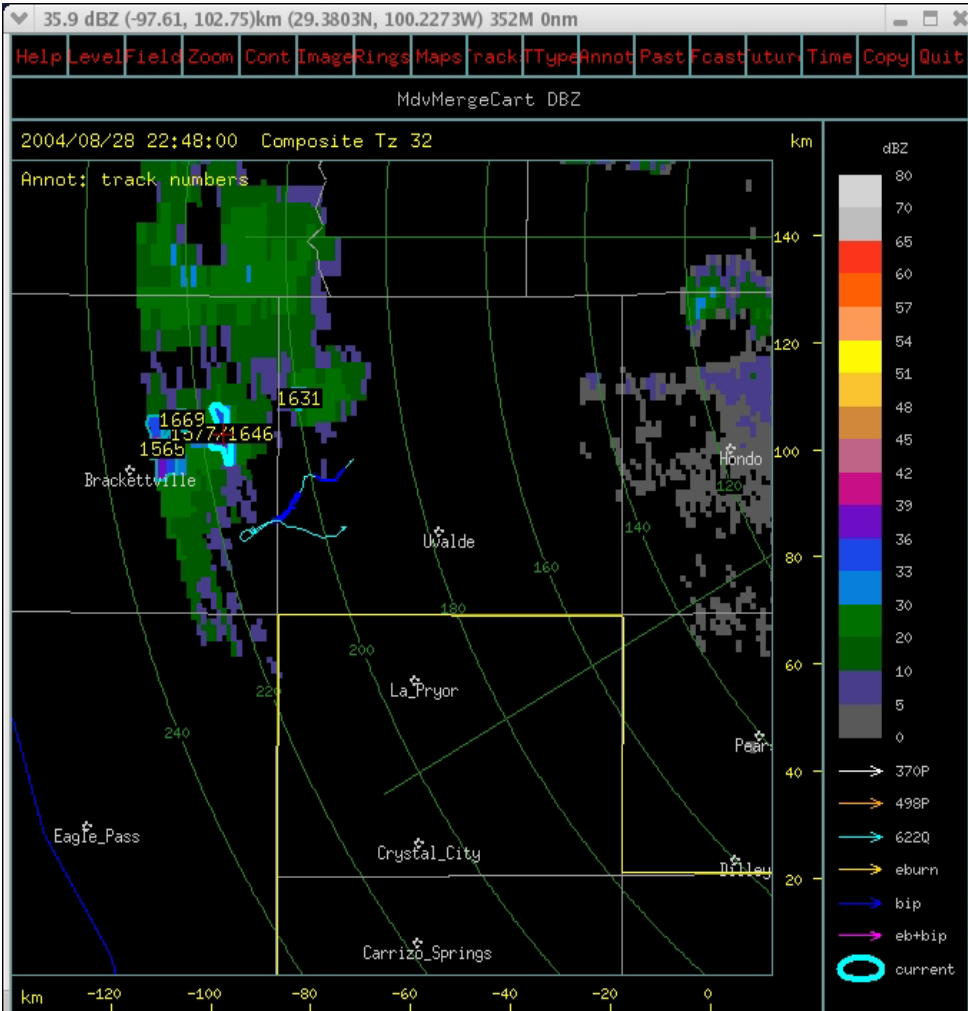 35.9 dBZ (-97.61, 102.75)km (29.3803N, 100.2273W) 352M 0nm
Help Level Field Zoom Cont Image Rings Maps Track TType Annot Past Fcast Futur Time Copy Quit
MdvMergeCart DBZ
2004/08/28 22:48:00 Composite Tz 32 km
dBZ
Annot: track numbers
80
70
65
60
57
54
51
48
45
42
39
36
33
30
20
10
5
0
140
120
100
80
60
40
20
1631
1669
1577/1646
1565
Brackettville
Hondo
120
140
Uvalde
160
180
200
La_Pryor
220
240
Pear
Eagle_Pass
Crystal_City
Dilley
Carrizo_Springs
370P
498P
622Q
eburn
bip
eb+bip
current
km -120 -100 -80 -60 -40 -20 0